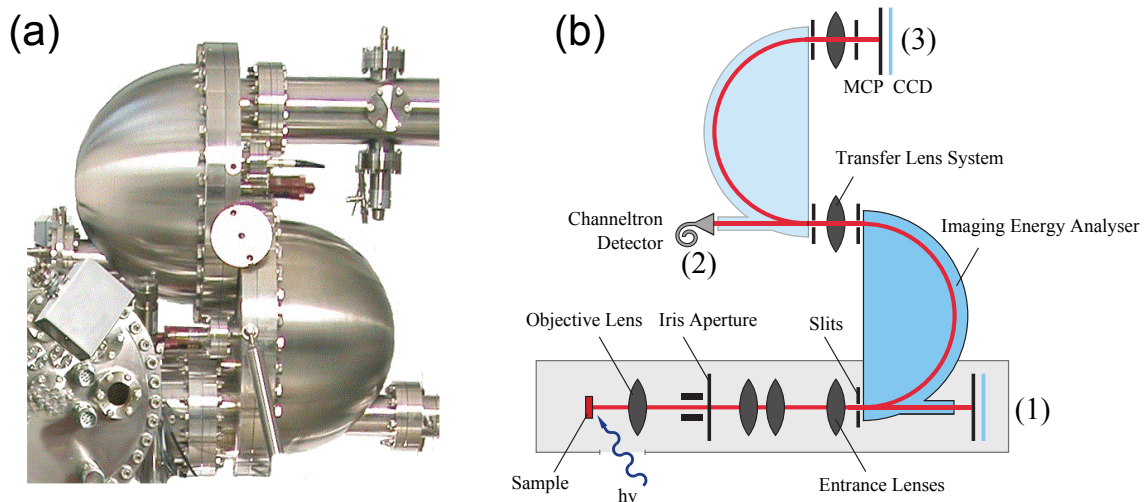 (a)
(b)
(3)
MCP CCD
Transfer Lens System
Channeltron
Detector
Imaging Energy Analyser
(2)
Objective Lens
Iris Aperture
Slits
(1)
Sample
hv
Entrance Lenses